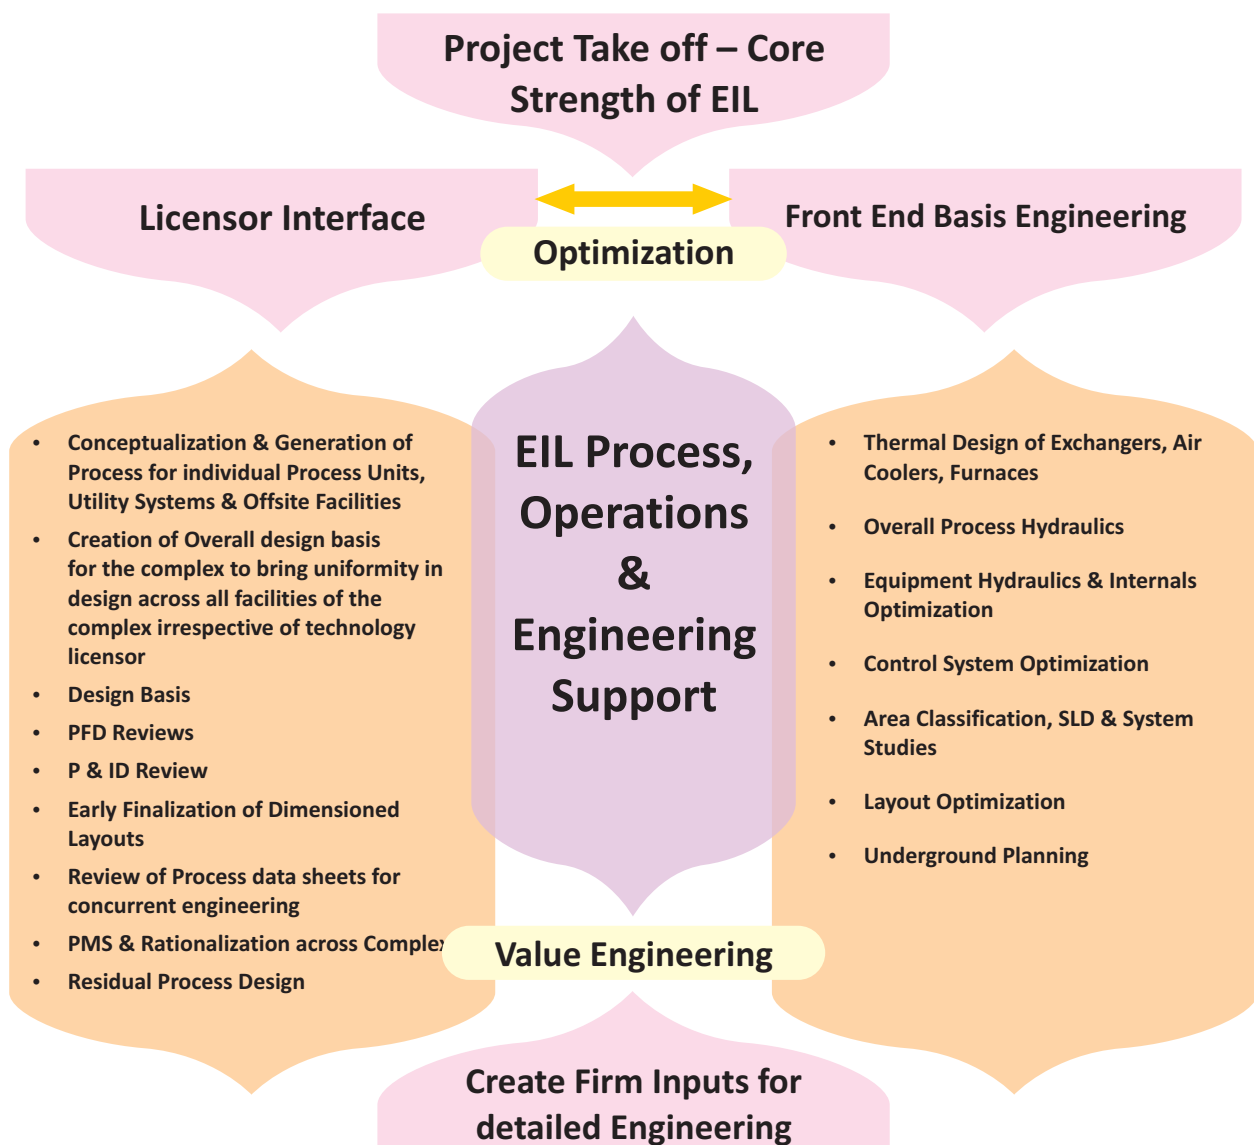 Project Take off – Core
Strength of EIL
Licensor Interface
Front End Basis Engineering
Optimization
• Conceptualization & Generation of
Process for individual Process Units,
Utility Systems & Offsite Facilities
• Creation of Overall design basis
for the complex to bring uniformity in
design across all facilities of the
complex irrespective of technology
licensor
• Design Basis
• PFD Reviews
• P & ID Review
• Early Finalization of Dimensioned
Layouts
• Review of Process data sheets for
concurrent engineering
• PMS & Rationalization across Complex
• Residual Process Design
EIL Process,
Operations
&
Engineering
Support
• Thermal Design of Exchangers, Air
Coolers, Furnaces
• Overall Process Hydraulics
• Equipment Hydraulics & Internals
Optimization
• Control System Optimization
• Area Classification, SLD & System
Studies
• Layout Optimization
• Underground Planning
Value Engineering
Create Firm Inputs for
detailed Engineering